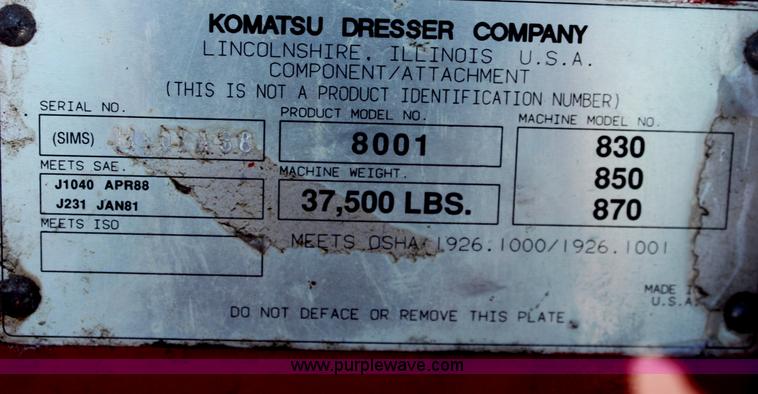 KOMATSU DRESSER COMPANY
LINCOLNSHIRE, ILLINOIS U.S.A.
COMPONENT/ATTACHMENT
(THIS IS NOT A PRODUCT IDENTIFICATION NUMBER)
SERIAL NO.
(SIMS)
PRODUCT MODEL NO.
8001
MACHINE MODEL NO.
830
850
870
MEETS SAE.
J1040 APR88
J231 JAN81
MACHINE WEIGHT.
37,500 LBS.
MEETS ISO
MEETS OSHA 1926.1000/1926.1001
MADE I
U.S.A.
DO NOT DEFACE OR REMOVE THIS PLATE.
www.purplewave.com